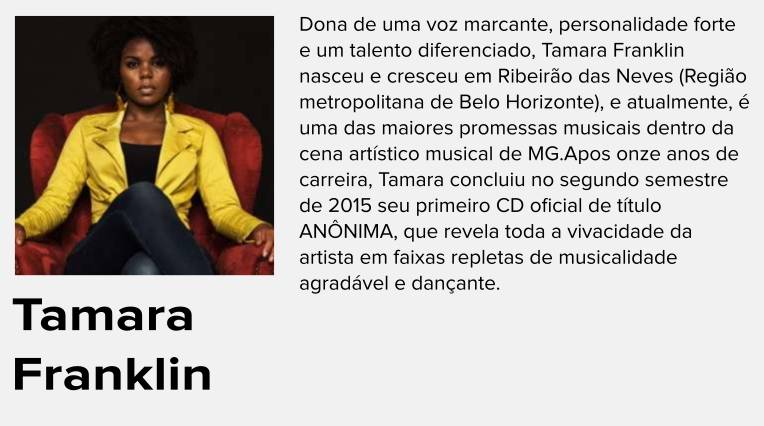 Dona de uma voz marcante, personalidade forte
e um talento diferenciado, Tamara Franklin
nasceu e cresceu em Ribeirão das Neves (Região
metropolitana de Belo Horizonte), e atualmente, é
uma das maiores promessas musicais dentro da
cena artístico musical de MG.Apos onze anos de
carreira, Tamara concluiu no segundo semestre
de 2015 seu primeiro CD oficial de título
ANÔNIMA, que revela toda a vivacidade da
artista em faixas repletas de musicalidade
agradável e dançante.
Tamara
Franklin